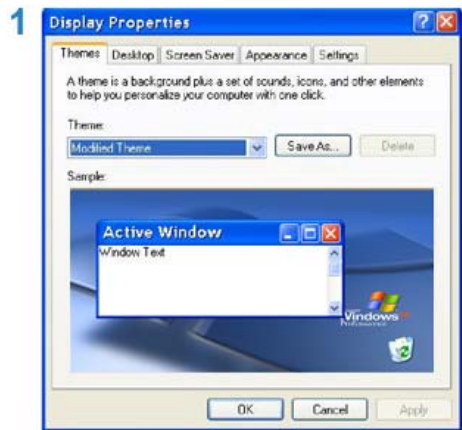 1
Display Properties
Themes Desktop Screen Saver Appearance Settings
A theme is a background plus a set of sounds, icons, and other elements
to help you personalize your computer with one click.
Theme:
Modified Theme Save As... Delete
Sample:
Active Window
Window Text
Windows xp
Professional
OK Cancel Apply